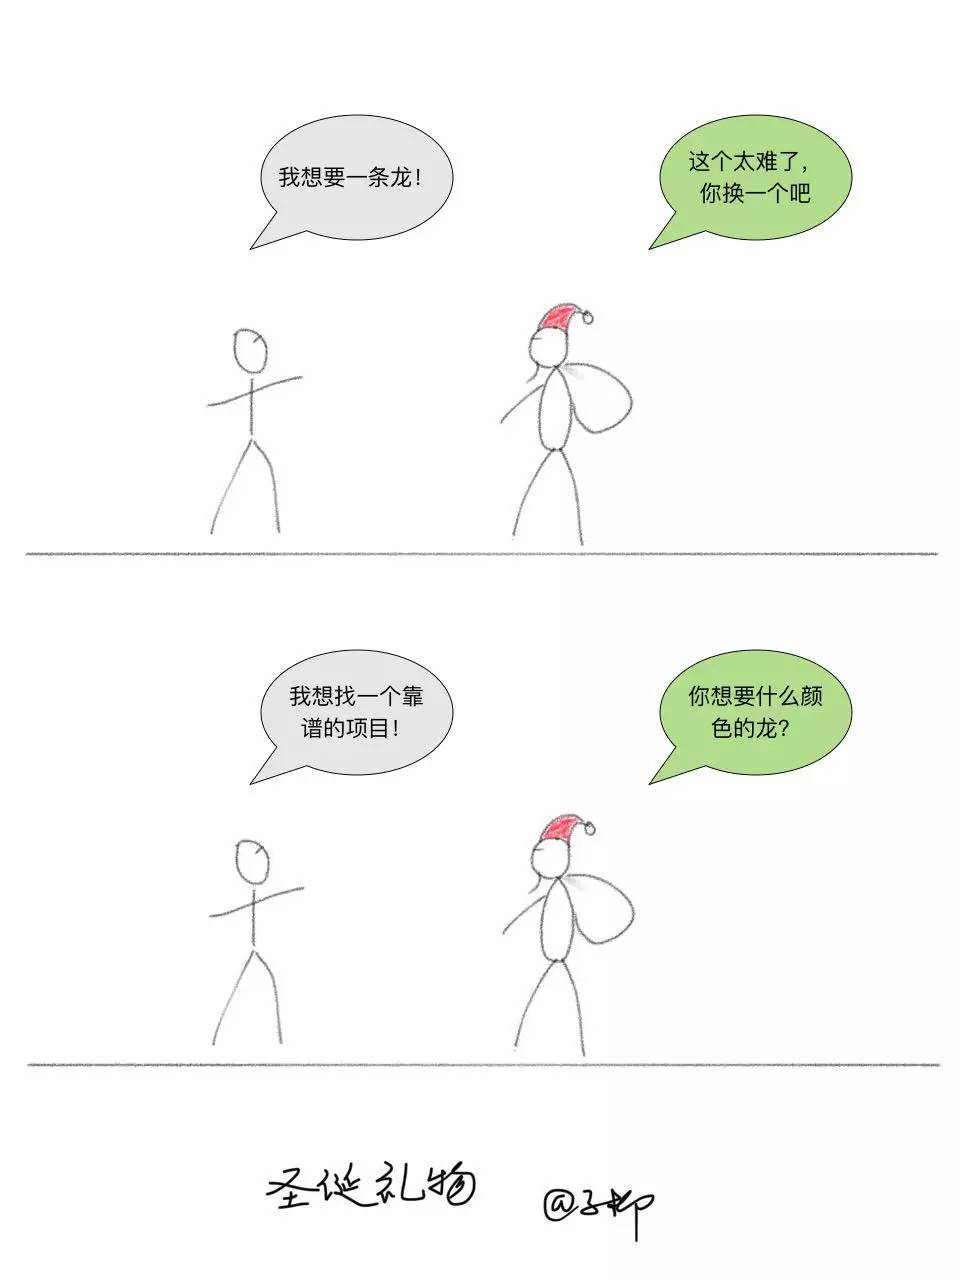 我想要一条龙！
这个太难了，
你换一个吧
我想找一个靠
谱的项目！
你想要什么颜
色的龙？
圣诞礼物
@子柳